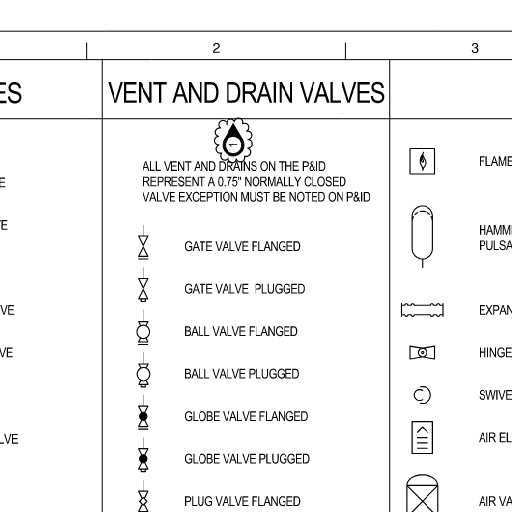 2
3
ES
VENT AND DRAIN VALVES
1
ALL VENT AND DRAINS ON THE P&ID
REPRESENT A 0.75" NORMALLY CLOSED
VALVE EXCEPTION MUST BE NOTED ON P&ID
E
VE
VE
VE
LVE
GATE VALVE FLANGED
GATE VALVE PLUGGED
BALL VALVE FLANGED
BALL VALVE PLUGGED
GLOBE VALVE FLANGED
GLOBE VALVE PLUGGED
PLUG VALVE FLANGED
FLAME
HAMM
PULSA
EXPAN
HINGE
SWIVE
AIR EL
AIR VA